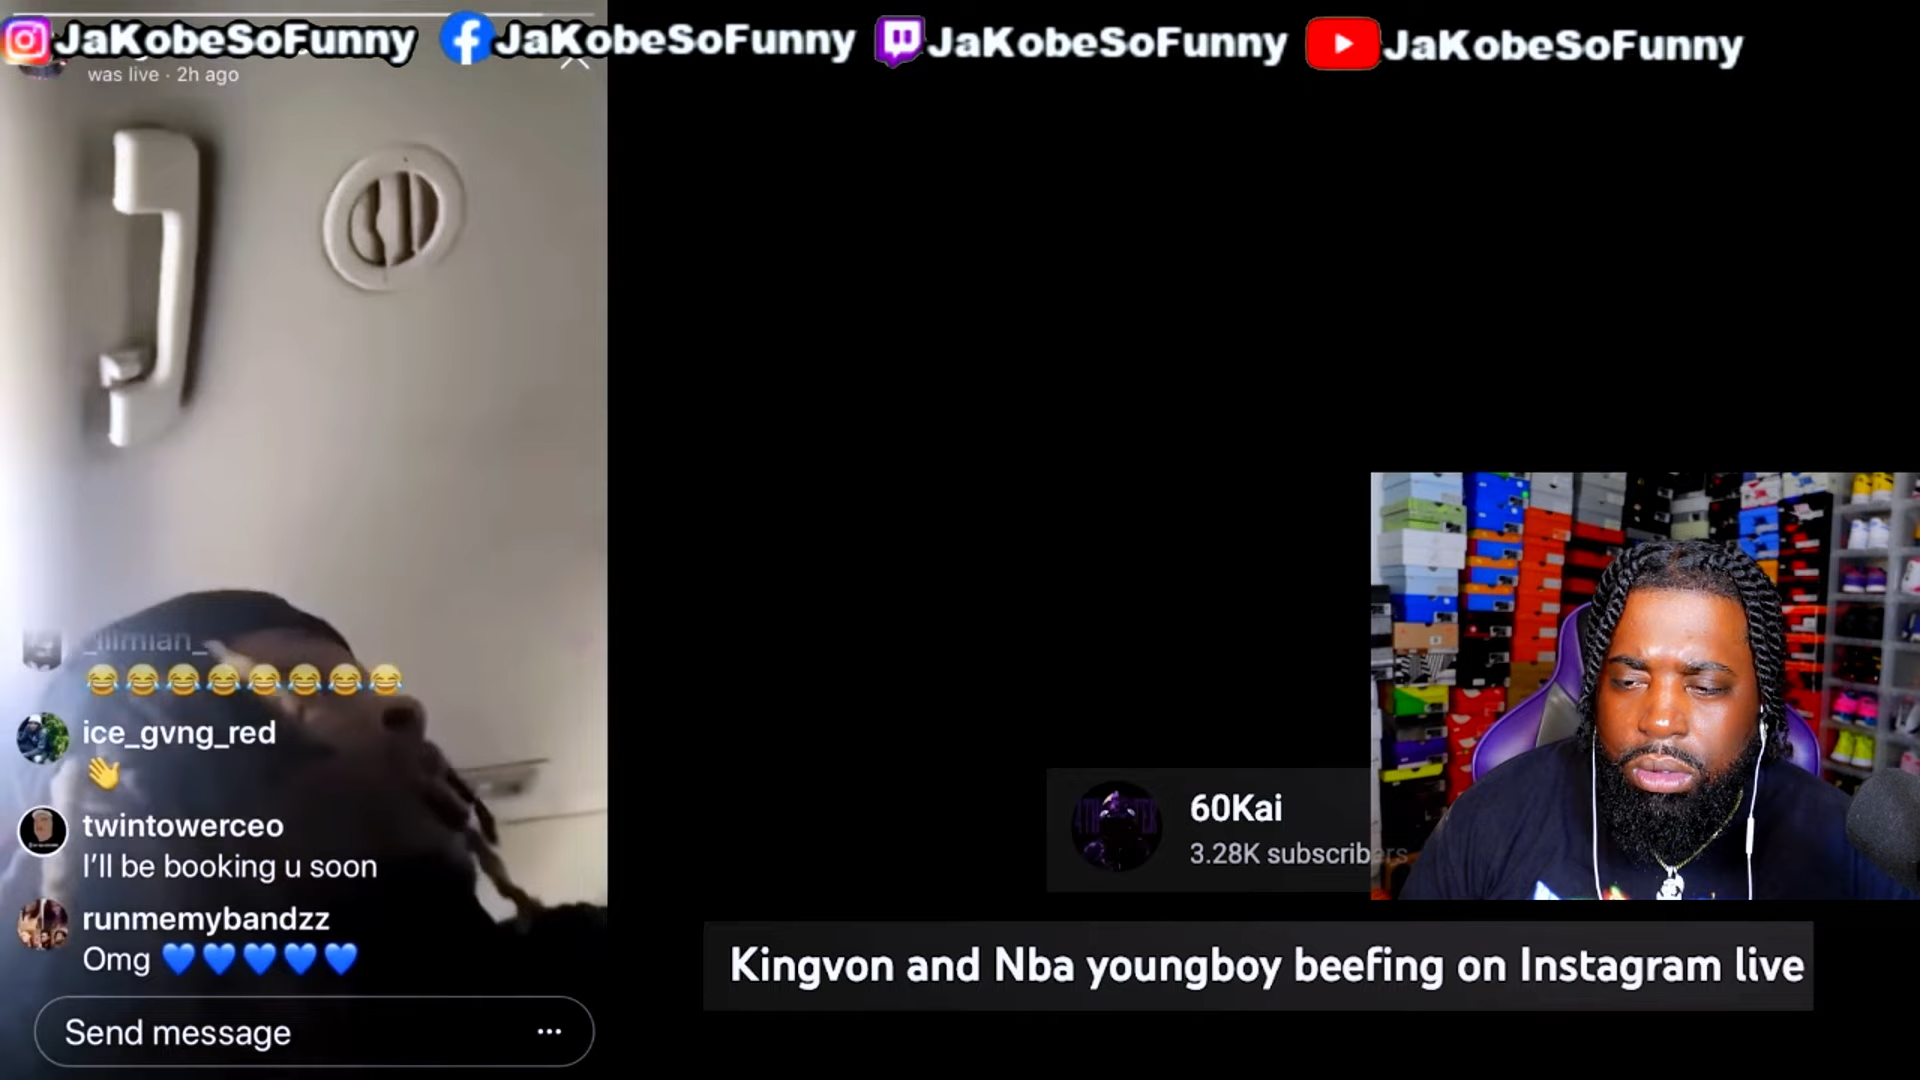 JaKobeSoFunny JaKobeSoFunny JaKobeSoFunny JaKobeSoFunny
was live · 2h ago
😂😂😂😂😂😂😂😂
ice_gvng_red
👋
twintowerceo
I'll be booking u soon
runmemybandzz
Omg 💙💙💙💙💙
Send message
60Kai
3.28K subscribers
Kingvon and Nba youngboy beefing on Instagram live